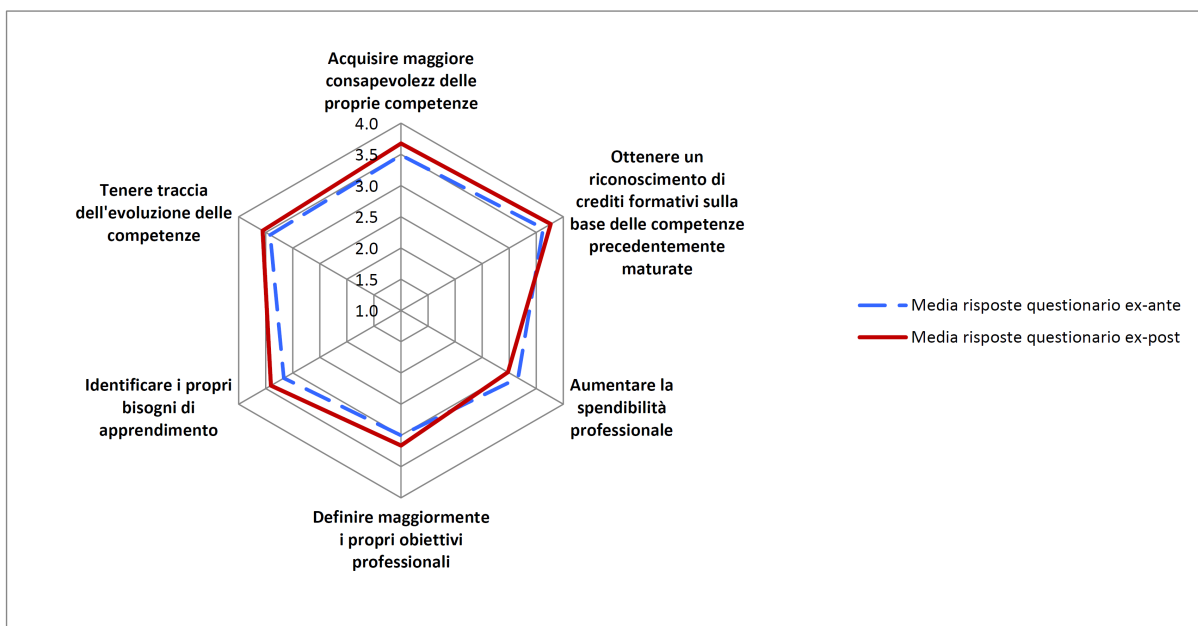 Acquisire maggiore
consapevolezz delle
proprie competenze
4.0
3.5
3.0
2.5
2.0
1.5
1.0
Ottenere un
riconoscimento di
crediti formativi sulla
base delle competenze
precedentemente
maturate
Aumentare la
spendibilità
professionale
Definire maggiormente
i propri obiettivi
professionali
Identificare i propri
bisogni di
apprendimento
Tenere traccia
dell'evoluzione delle
competenze
Media risposte questionario ex-ante
Media risposte questionario ex-post